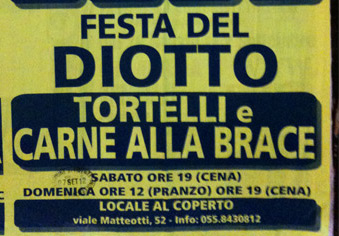 FESTA DEL
DIOTTO
TORTELLI e
CARNE ALLA BRACE
SABATO ORE 19 (CENA)
DOMENICA ORE 12 (PRANZO) ORE 19 (CENA)
LOCALE AL COPERTO
viale Matteotti, 52 - Info: 055.8430812